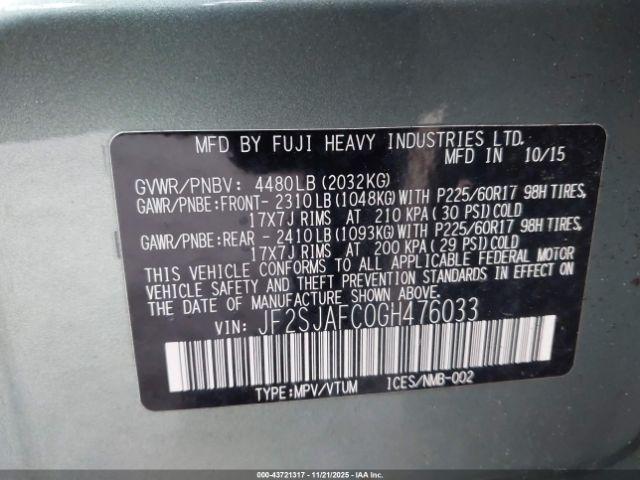 MFD BY FUJI HEAVY INDUSTRIES LTD.
MFD IN 10/15
GVWR/PNBV: 4480LB(2032KG)
GAWR/PNBE:FRONT- 2310LB(1048KG)WITH P225/60R17 98H TIRES,
17X7J RIMS AT 210 KPA(30 PSI)COLD
GAWR/PNBE:REAR - 2410LB(1093KG)WITH P225/60R17 98H TIRES,
17X7J RIMS AT 200 KPA(29 PSI)COLD
THIS VEHICLE CONFORMS TO ALL APPLICABLE FEDERAL MOTOR
VEHICLE SAFETY AND THEFT PREVENTION STANDARDS IN EFFECT ON
THE DATE OF MANUFACTURE SHOWN ABOVE.
VIN: JF2SJAFC0GH476033
TYPE:MPV/VTUM ICES/NMB-002
00-43721317 - 11/21/2025 - IAAI.com